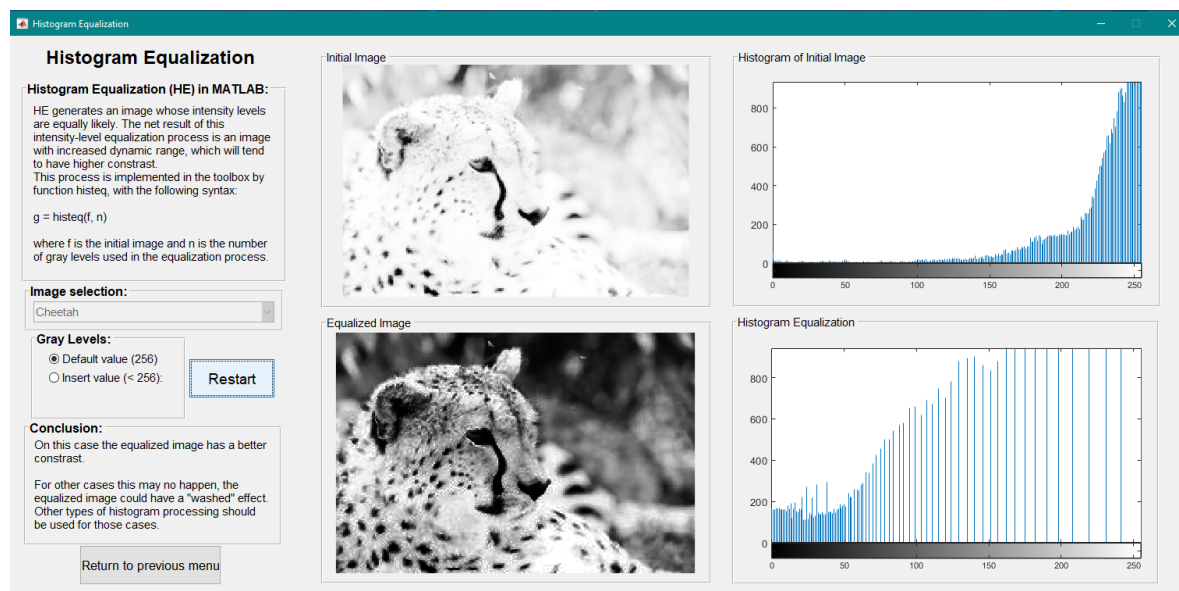 Histogram Equalization
Histogram Equalization
Histogram Equalization (HE) in MATLAB:
HE generates an image whose intensity levels
are equally likely. The net result of this
intensity-level equalization process is an image
with increased dynamic range, which will tend
to have higher constrast.
This process is implemented in the toolbox by
function histeq, with the following syntax:
g = histeq(f, n)
where f is the initial image and n is the number
of gray levels used in the equalization process.
Image selection:
Cheetah
Gray Levels:
Default value (256)
Insert value (< 256):
Restart
Conclusion:
On this case the equalized image has a better
constrast.
For other cases this may no happen, the
equalized image could have a "washed" effect.
Other types of histogram processing should
be used for those cases.
Return to previous menu
Initial Image
Equalized Image
Histogram of Initial Image
800
600
400
200
0
0 50 100 150 200 250
Histogram Equalization
800
600
400
200
0
0 50 100 150 200 250